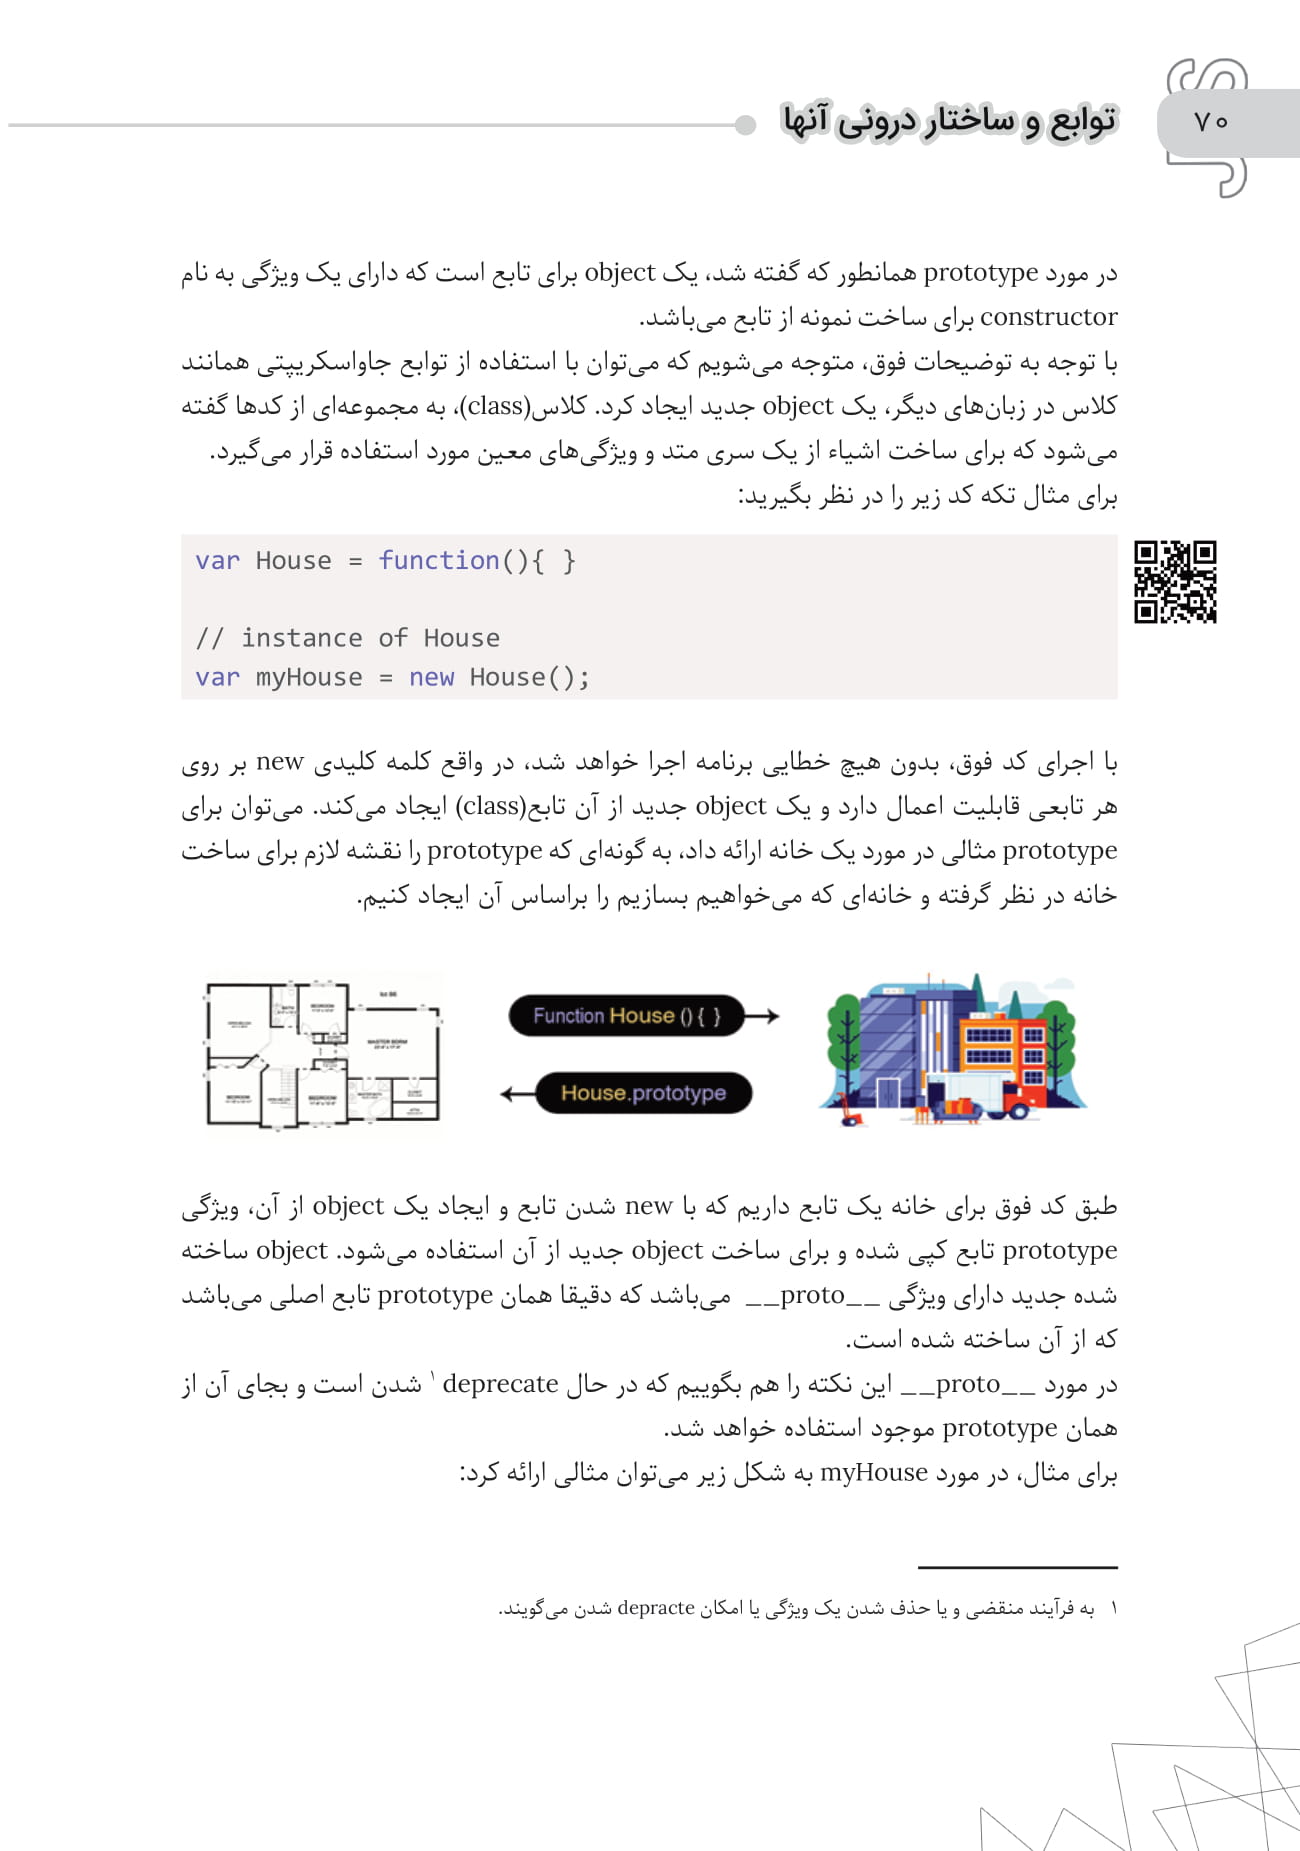 ۷۰
توابع و ساختار درونی آنها
در مورد prototype همانطور که گفته شد، یک object برای تابع است که دارای یک ویژگی به نام
constructor برای ساخت نمونه از تابع می‌باشد.
با توجه به توضیحات فوق، متوجه می‌شویم که می‌توان با استفاده از توابع جاواسکریپتی همانند
کلاس در زبان‌های دیگر، یک object جدید ایجاد کرد. کلاس(class)، به مجموعه‌ای از کدها گفته
می‌شود که برای ساخت اشیاء از یک سری متد و ویژگی‌های معین مورد استفاده قرار می‌گیرد.
برای مثال تکه کد زیر را در نظر بگیرید:
var House = function(){ }
// instance of House
var myHouse = new House();
با اجرای کد فوق، بدون هیچ خطایی برنامه اجرا خواهد شد، در واقع کلمه کلیدی new بر روی
هر تابعی قابلیت اعمال دارد و یک object جدید از آن تابع(class) ایجاد می‌کند. می‌توان برای
prototype مثالی در مورد یک خانه ارائه داد، به گونه‌ای که prototype را نقشه لازم برای ساخت
خانه در نظر گرفته و خانه‌ای که می‌خواهیم بسازیم را براساس آن ایجاد کنیم.
Function House () { }
House.prototype
MASTER BDRM
BEDROOM
BEDROOM
BEDROOM
طبق کد فوق برای خانه یک تابع داریم که با new شدن تابع و ایجاد یک object از آن، ویژگی
prototype تابع کپی شده و برای ساخت object جدید از آن استفاده می‌شود. object ساخته
شده جدید دارای ویژگی __proto__ می‌باشد که دقیقا همان prototype تابع اصلی می‌باشد
که از آن ساخته شده است.
در مورد __proto__ این نکته را هم بگوییم که در حال deprecate ۱ شدن است و بجای آن از
همان prototype موجود استفاده خواهد شد.
برای مثال، در مورد myHouse به شکل زیر می‌توان مثالی ارائه کرد:
۱ به فرآیند منقضی و یا حذف شدن یک ویژگی یا امکان depracte شدن می‌گویند.